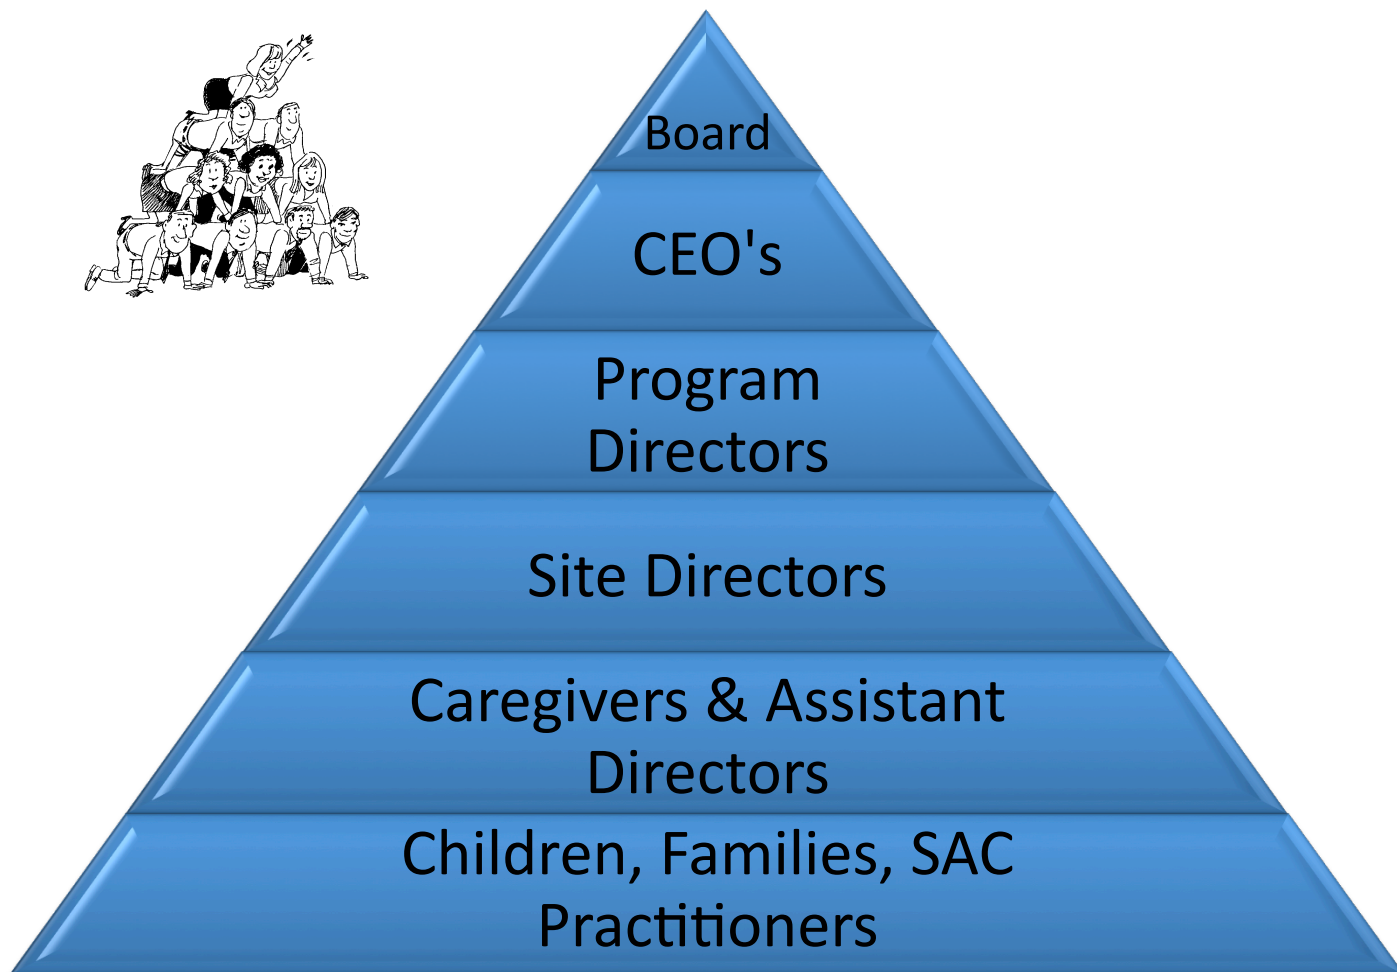 Board
CEO's
Program
Directors
Site Directors
Caregivers & Assistant
Directors
Children, Families, SAC
Practitioners